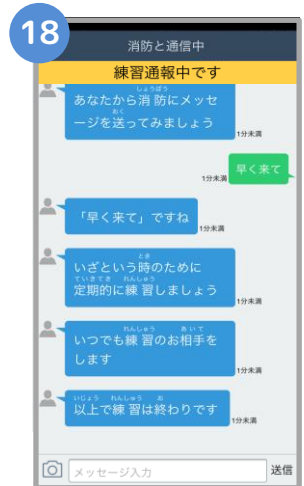 18
消防と通信中
練習通報中です
しょうぼう
あなたから消防にメッセ
おく
ージを送ってみましょう
1分未満
早く来て
1分未満
「早く来て」ですね
1分未満
とき
いざという時のために
ていきてき れんしゅう
定期的に練習しましょう
1分未満
れんしゅう あいて
いつでも練習のお相手を
します
1分未満
いじょう れんしゅう お
以上で練習は終わりです
1分未満
メッセージ入力
送信